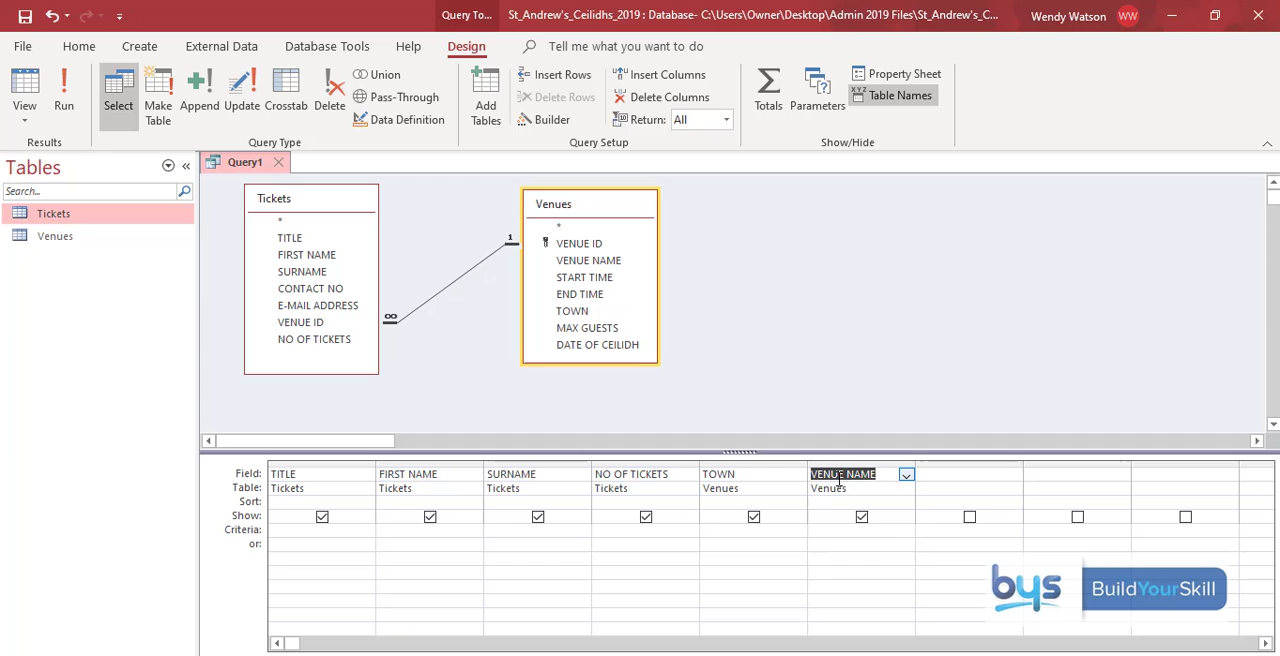 Query To... St_Andrew's_Ceilidhs_2019 : Database- C:\Users\Owner\Desktop\Admin 2019 Files\St_Andrew's_C... Wendy Watson WW
File Home Create External Data Database Tools Help Design Tell me what you want to do
View Run Select Make Table Append Update Crosstab Delete
Union
Pass-Through
Data Definition
Add Tables
Insert Rows
Delete Rows
Builder
Insert Columns
Delete Columns
Return: All
Totals Parameters
Property Sheet
XYZ Table Names
Results Query Type Query Setup Show/Hide
Tables
Search...
Tickets
Venues
Query1
Tickets
*
TITLE
FIRST NAME
SURNAME
CONTACT NO
E-MAIL ADDRESS
VENUE ID
NO OF TICKETS
∞
1
Venues
*
VENUE ID
VENUE NAME
START TIME
END TIME
TOWN
MAX GUESTS
DATE OF CEILIDH
Field: TITLE FIRST NAME SURNAME NO OF TICKETS TOWN VENUE NAME
Table: Tickets Tickets Tickets Tickets Venues Venues
Sort:
Show:
Criteria:
or:
bys BuildYourSkill